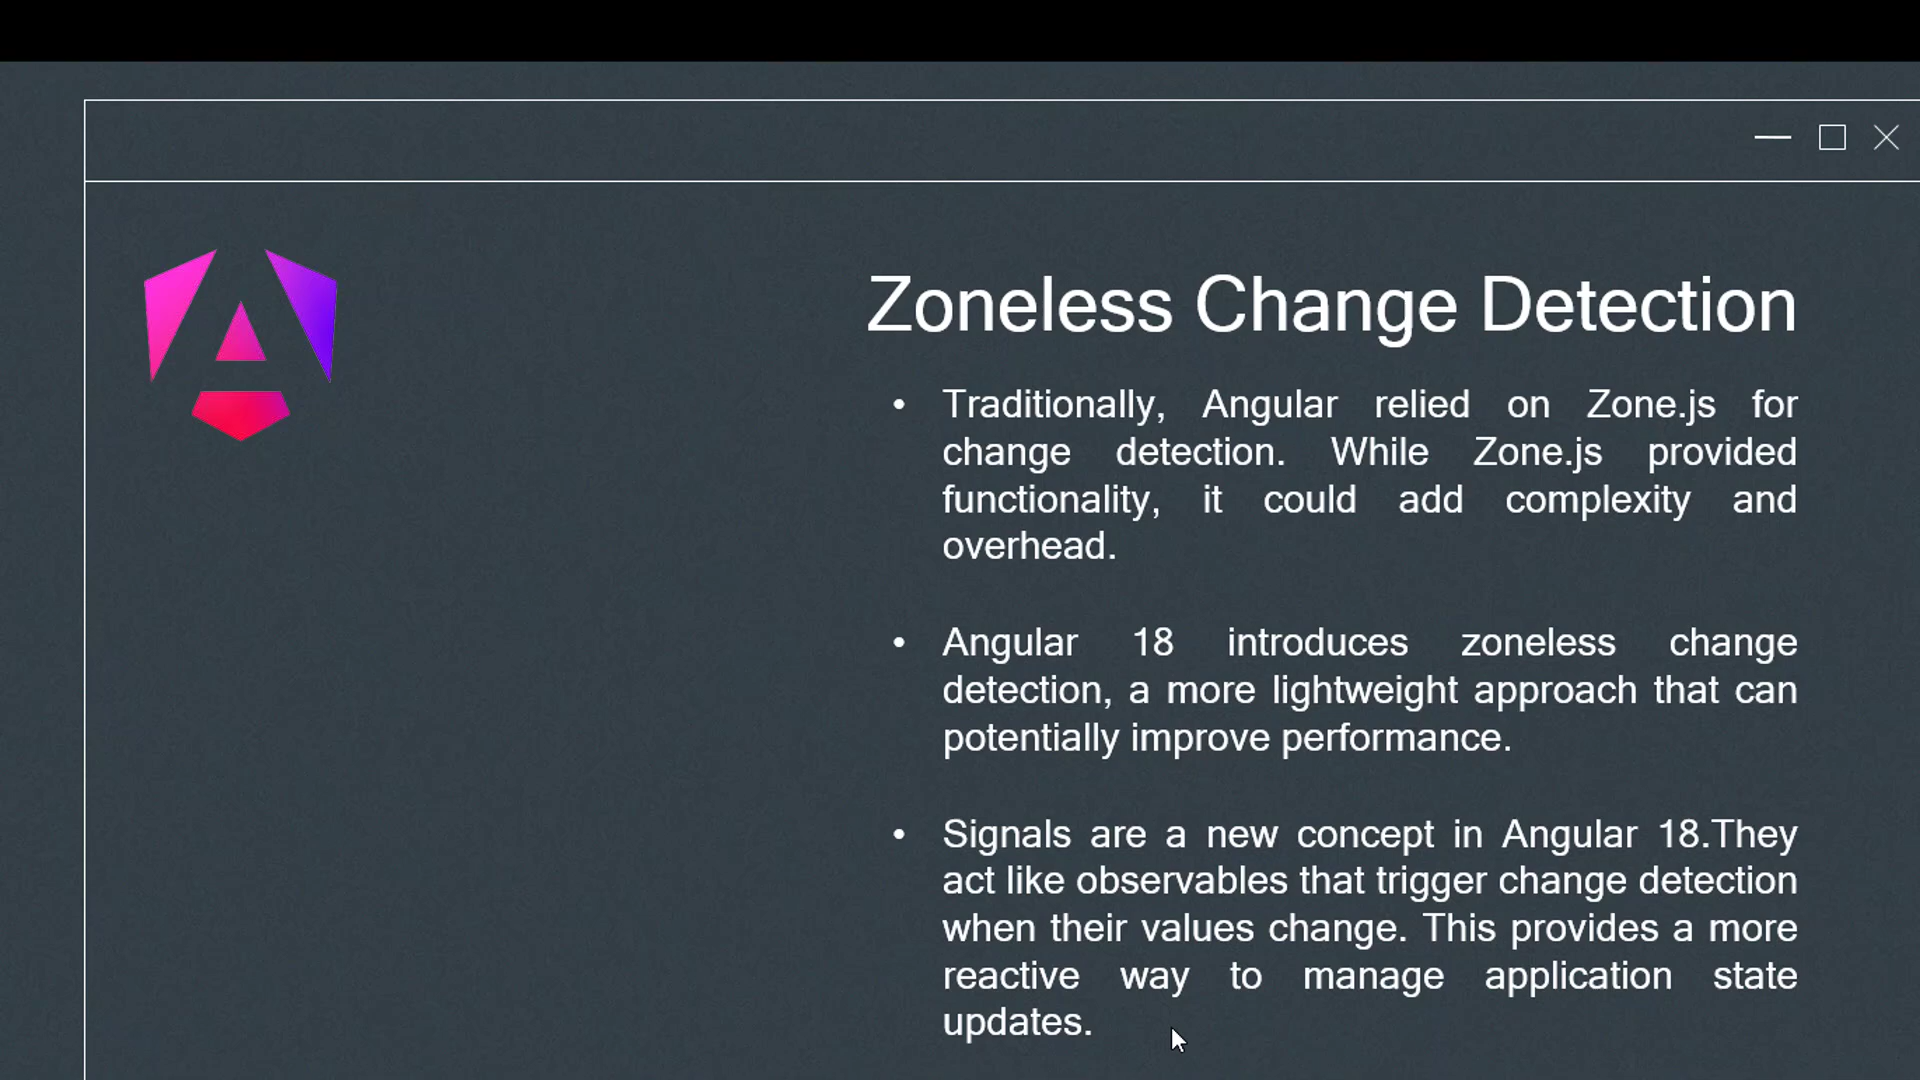 Zoneless Change Detection
• Traditionally, Angular relied on Zone.js for
change detection. While Zone.js provided
functionality, it could add complexity and
overhead.
• Angular 18 introduces zoneless change
detection, a more lightweight approach that can
potentially improve performance.
• Signals are a new concept in Angular 18.They
act like observables that trigger change detection
when their values change. This provides a more
reactive way to manage application state
updates.